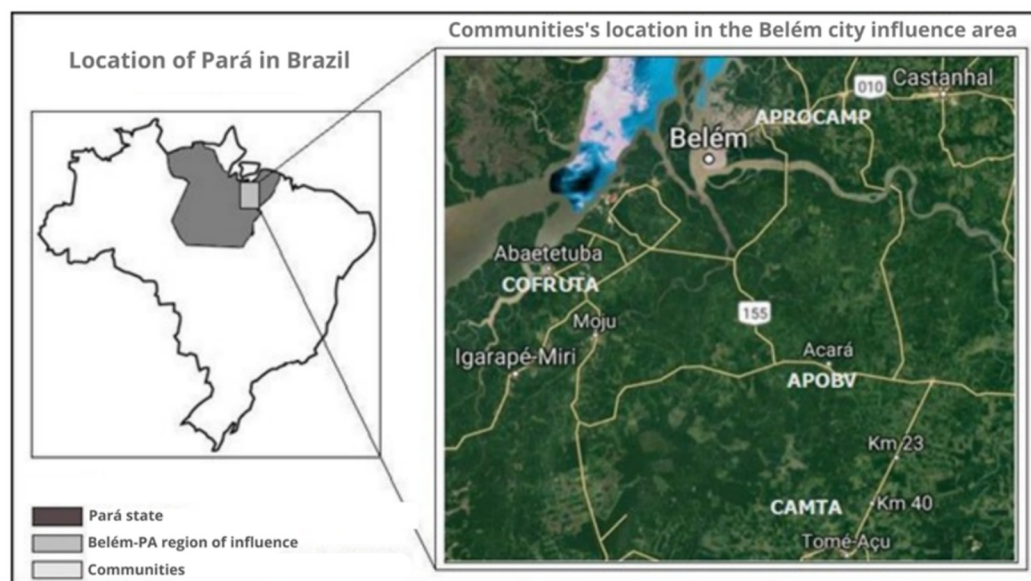 Communities's location in the Belém city influence area
Location of Pará in Brazil
010
Castanhal
APROCAMP
Belém
Abaetetuba
COFRUTA
155
Moju
Igarapé-Miri
Acará
APOBV
Km 23
CAMTA
Km 40
Tomé-Açu
Pará state
Belém-PA region of influence
Communities